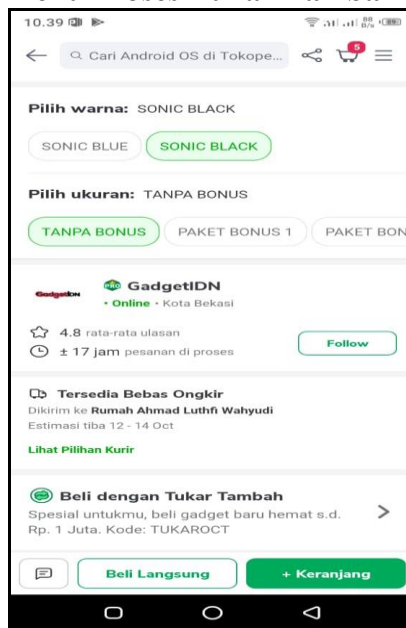 10.39
Cari Android OS di Tokope...
5
Pilih warna: SONIC BLACK
SONIC BLUE
SONIC BLACK
Pilih ukuran: TANPA BONUS
TANPA BONUS
PAKET BONUS 1
PAKET BON
GadgetIDN
PRO
GadgetIDN
• Online • Kota Bekasi
4.8 rata-rata ulasan
± 17 jam pesanan di proses
Follow
Tersedia Bebas Ongkir
Dikirim ke Rumah Ahmad Luthfi Wahyudi
Estimasi tiba 12 - 14 Oct
Lihat Pilihan Kurir
Beli dengan Tukar Tambah
Spesial untukmu, beli gadget baru hemat s.d.
Rp. 1 Juta. Kode: TUKAROCT
Beli Langsung
+ Keranjang